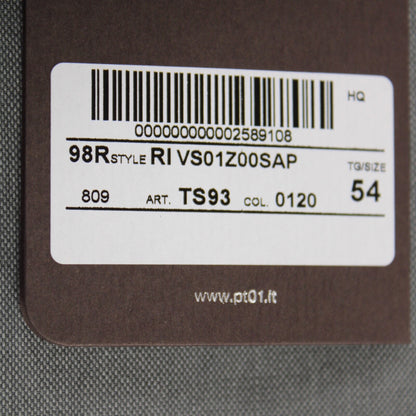 HQ
000000000002589108
98R STYLE RI VS01Z00SAP
TG/SIZE
809 ART. TS93 COL. 0120 54
www.pt01.it